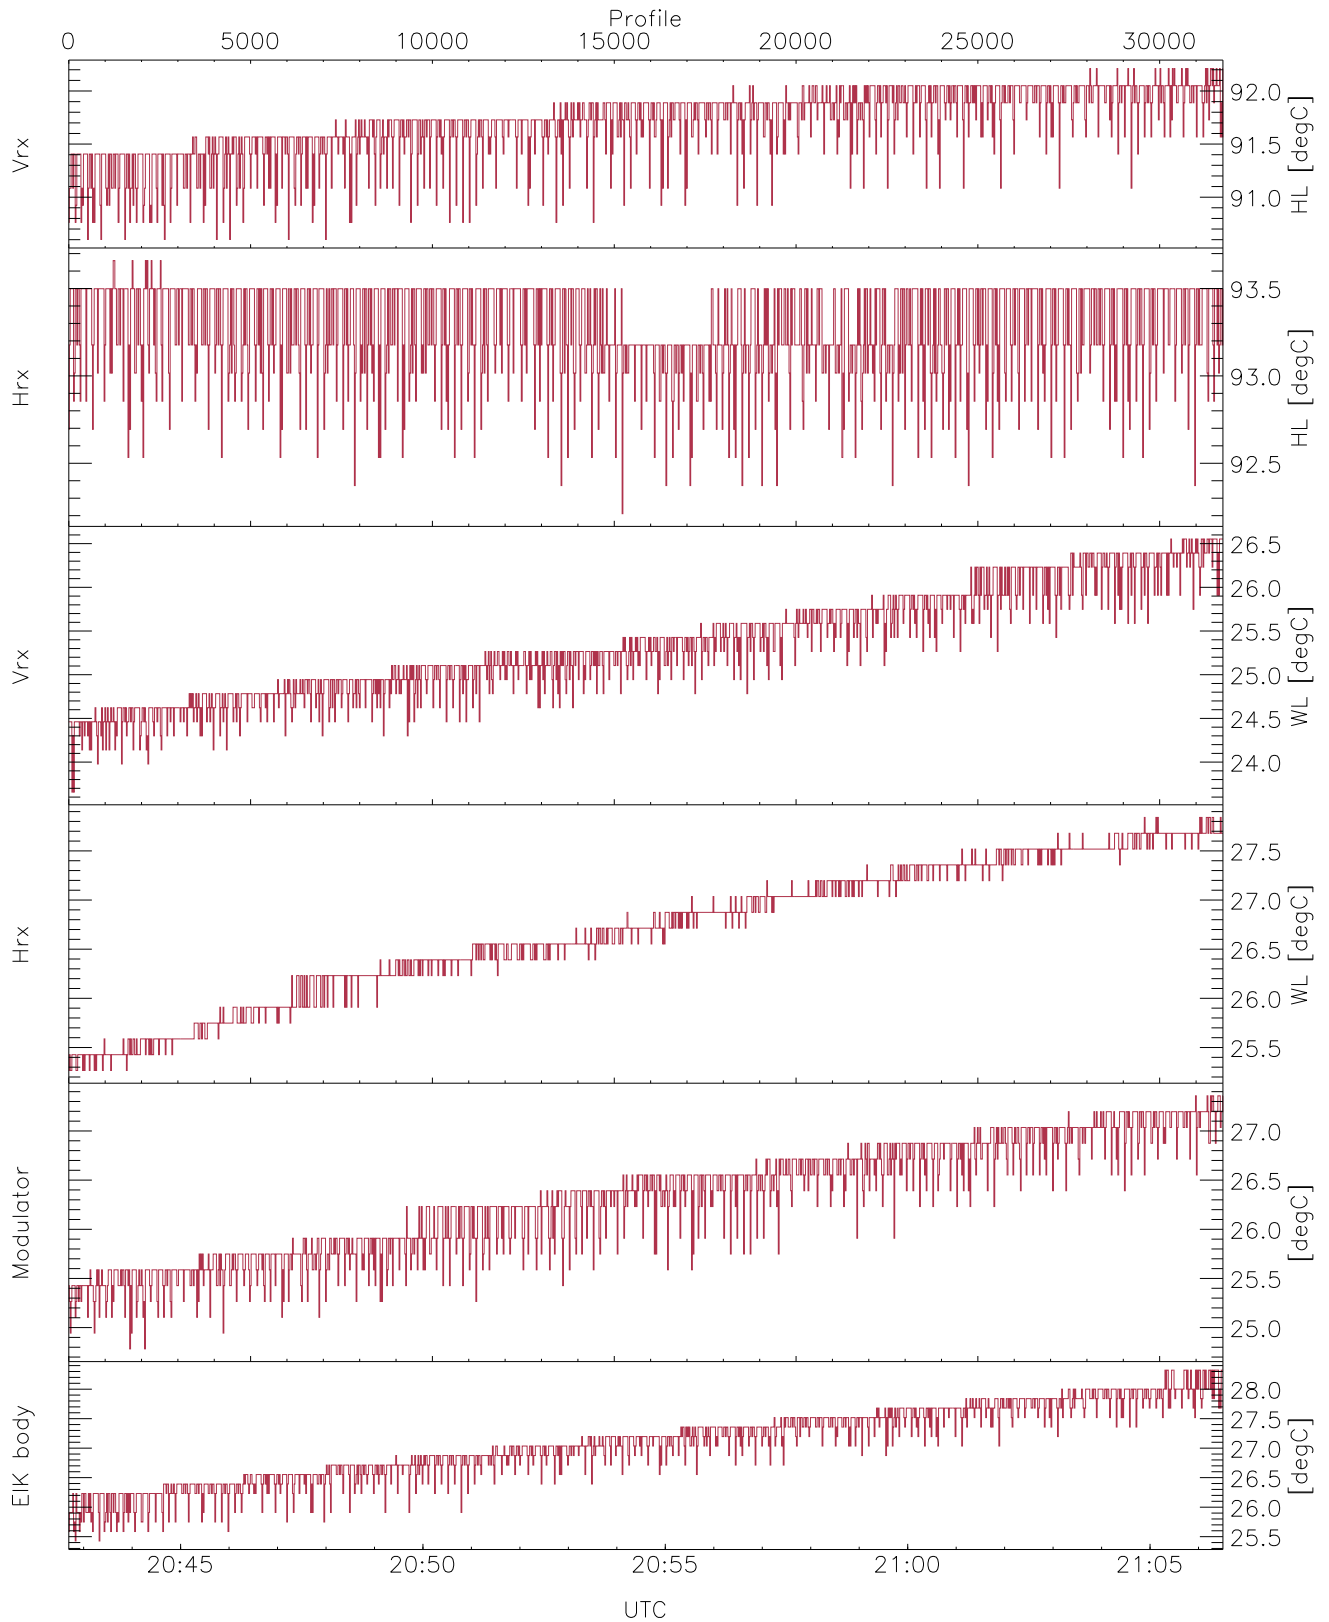 Profile
0 5000 10000 15000 20000 25000 30000
Vrx
92.0
91.5
91.0
HL [degC]
Hrx
93.5
93.0
92.5
HL [degC]
Vrx
26.5
26.0
25.5
25.0
24.5
24.0
WL [degC]
Hrx
27.5
27.0
26.5
26.0
25.5
WL [degC]
Modulator
27.0
26.5
26.0
25.5
25.0
[degC]
EIK body
28.0
27.5
27.0
26.5
26.0
25.5
[degC]
20:45 20:50 20:55 21:00 21:05
UTC